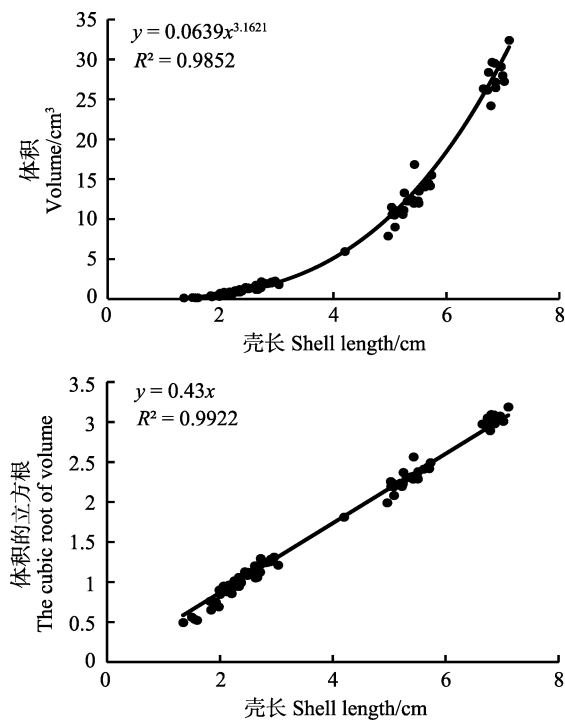 y = 0.0639x^3.1621
R² = 0.9852
35
30
25
20
15
10
5
0
体积
Volume/cm³
2
4
6
8
壳长 Shell length/cm
y = 0.43x
R² = 0.9922
3.5
3
2.5
2
1.5
1
0.5
0
体积的立方根
The cubic root of volume
0
2
4
6
8
壳长 Shell length/cm